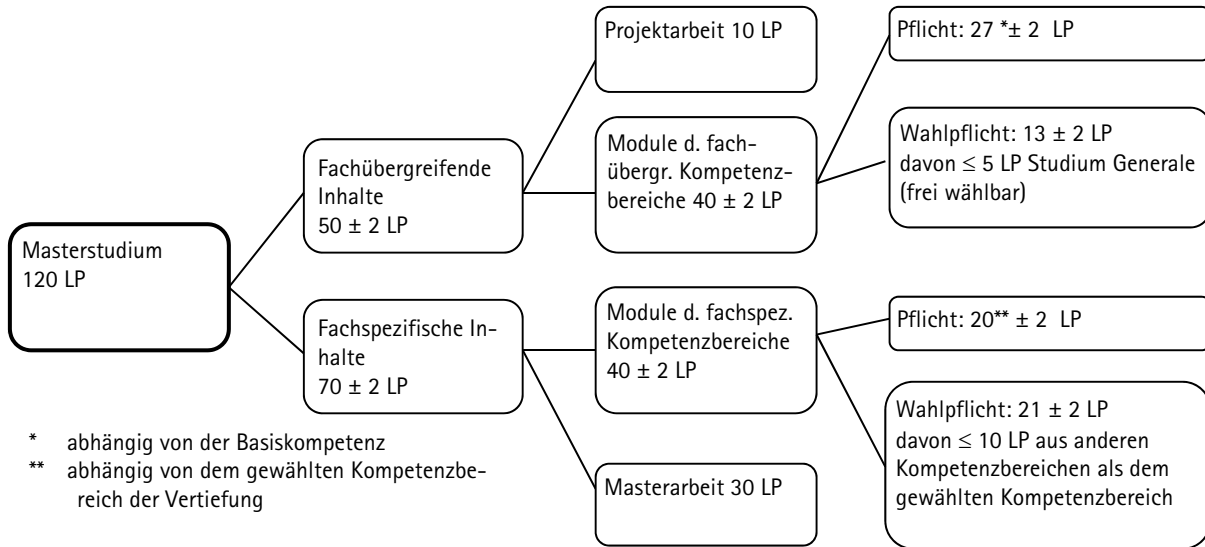 Masterstudium
120 LP
Fachübergreifende
Inhalte
50 ± 2 LP
Fachspezifische In-
halte
70 ± 2 LP
Projektarbeit 10 LP
Module d. fach-
übergr. Kompetenz-
bereiche 40 ± 2 LP
Module d. fachspez.
Kompetenzbereiche
40 ± 2 LP
Masterarbeit 30 LP
Pflicht: 27 *± 2 LP
Wahlpflicht: 13 ± 2 LP
davon ≤ 5 LP Studium Generale
(frei wählbar)
Pflicht: 20** ± 2 LP
Wahlpflicht: 21 ± 2 LP
davon ≤ 10 LP aus anderen
Kompetenzbereichen als dem
gewählten Kompetenzbereich
* abhängig von der Basiskompetenz
** abhängig von dem gewählten Kompetenzbe-
reich der Vertiefung